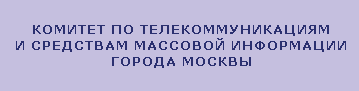 КОМИТЕТ ПО ТЕЛЕКОММУНИКАЦИЯМ
И СРЕДСТВАМ МАССОВОЙ ИНФОРМАЦИИ
ГОРОДА МОСКВЫ